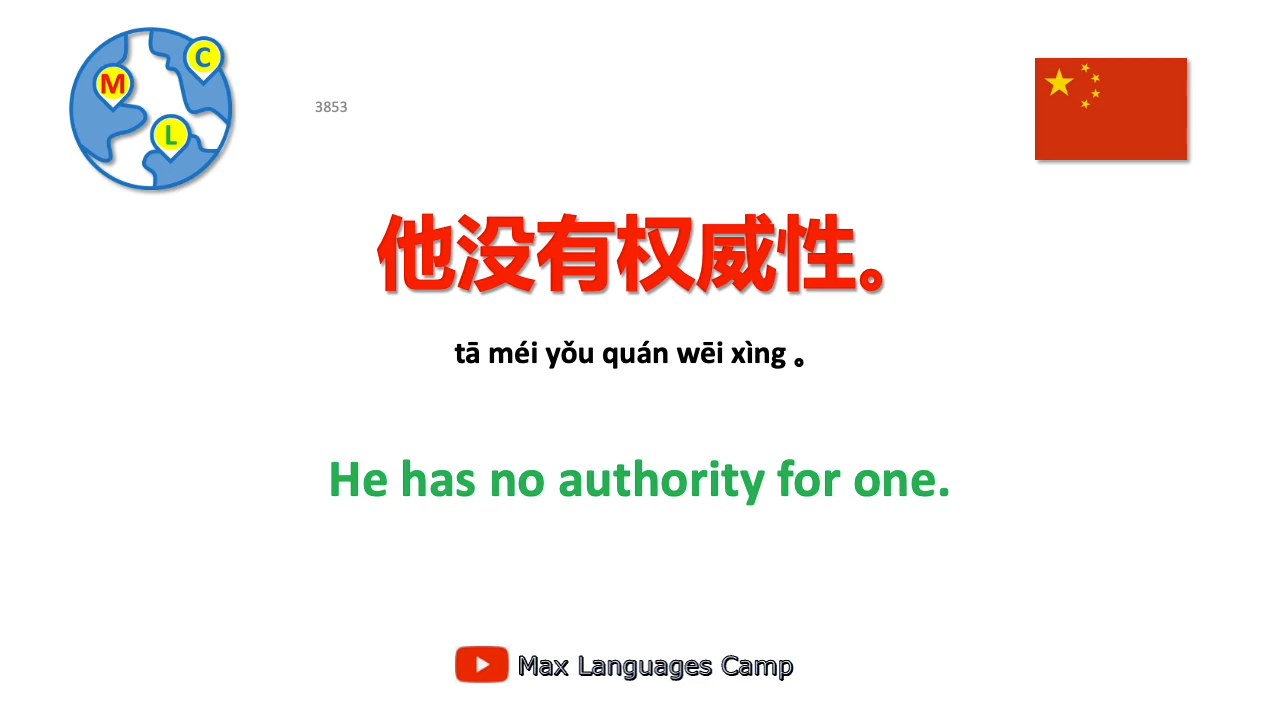 C
M
L
3853
他没有权威性。
tā méi yǒu quán wēi xìng 。
He has no authority for one.
Max Languages Camp